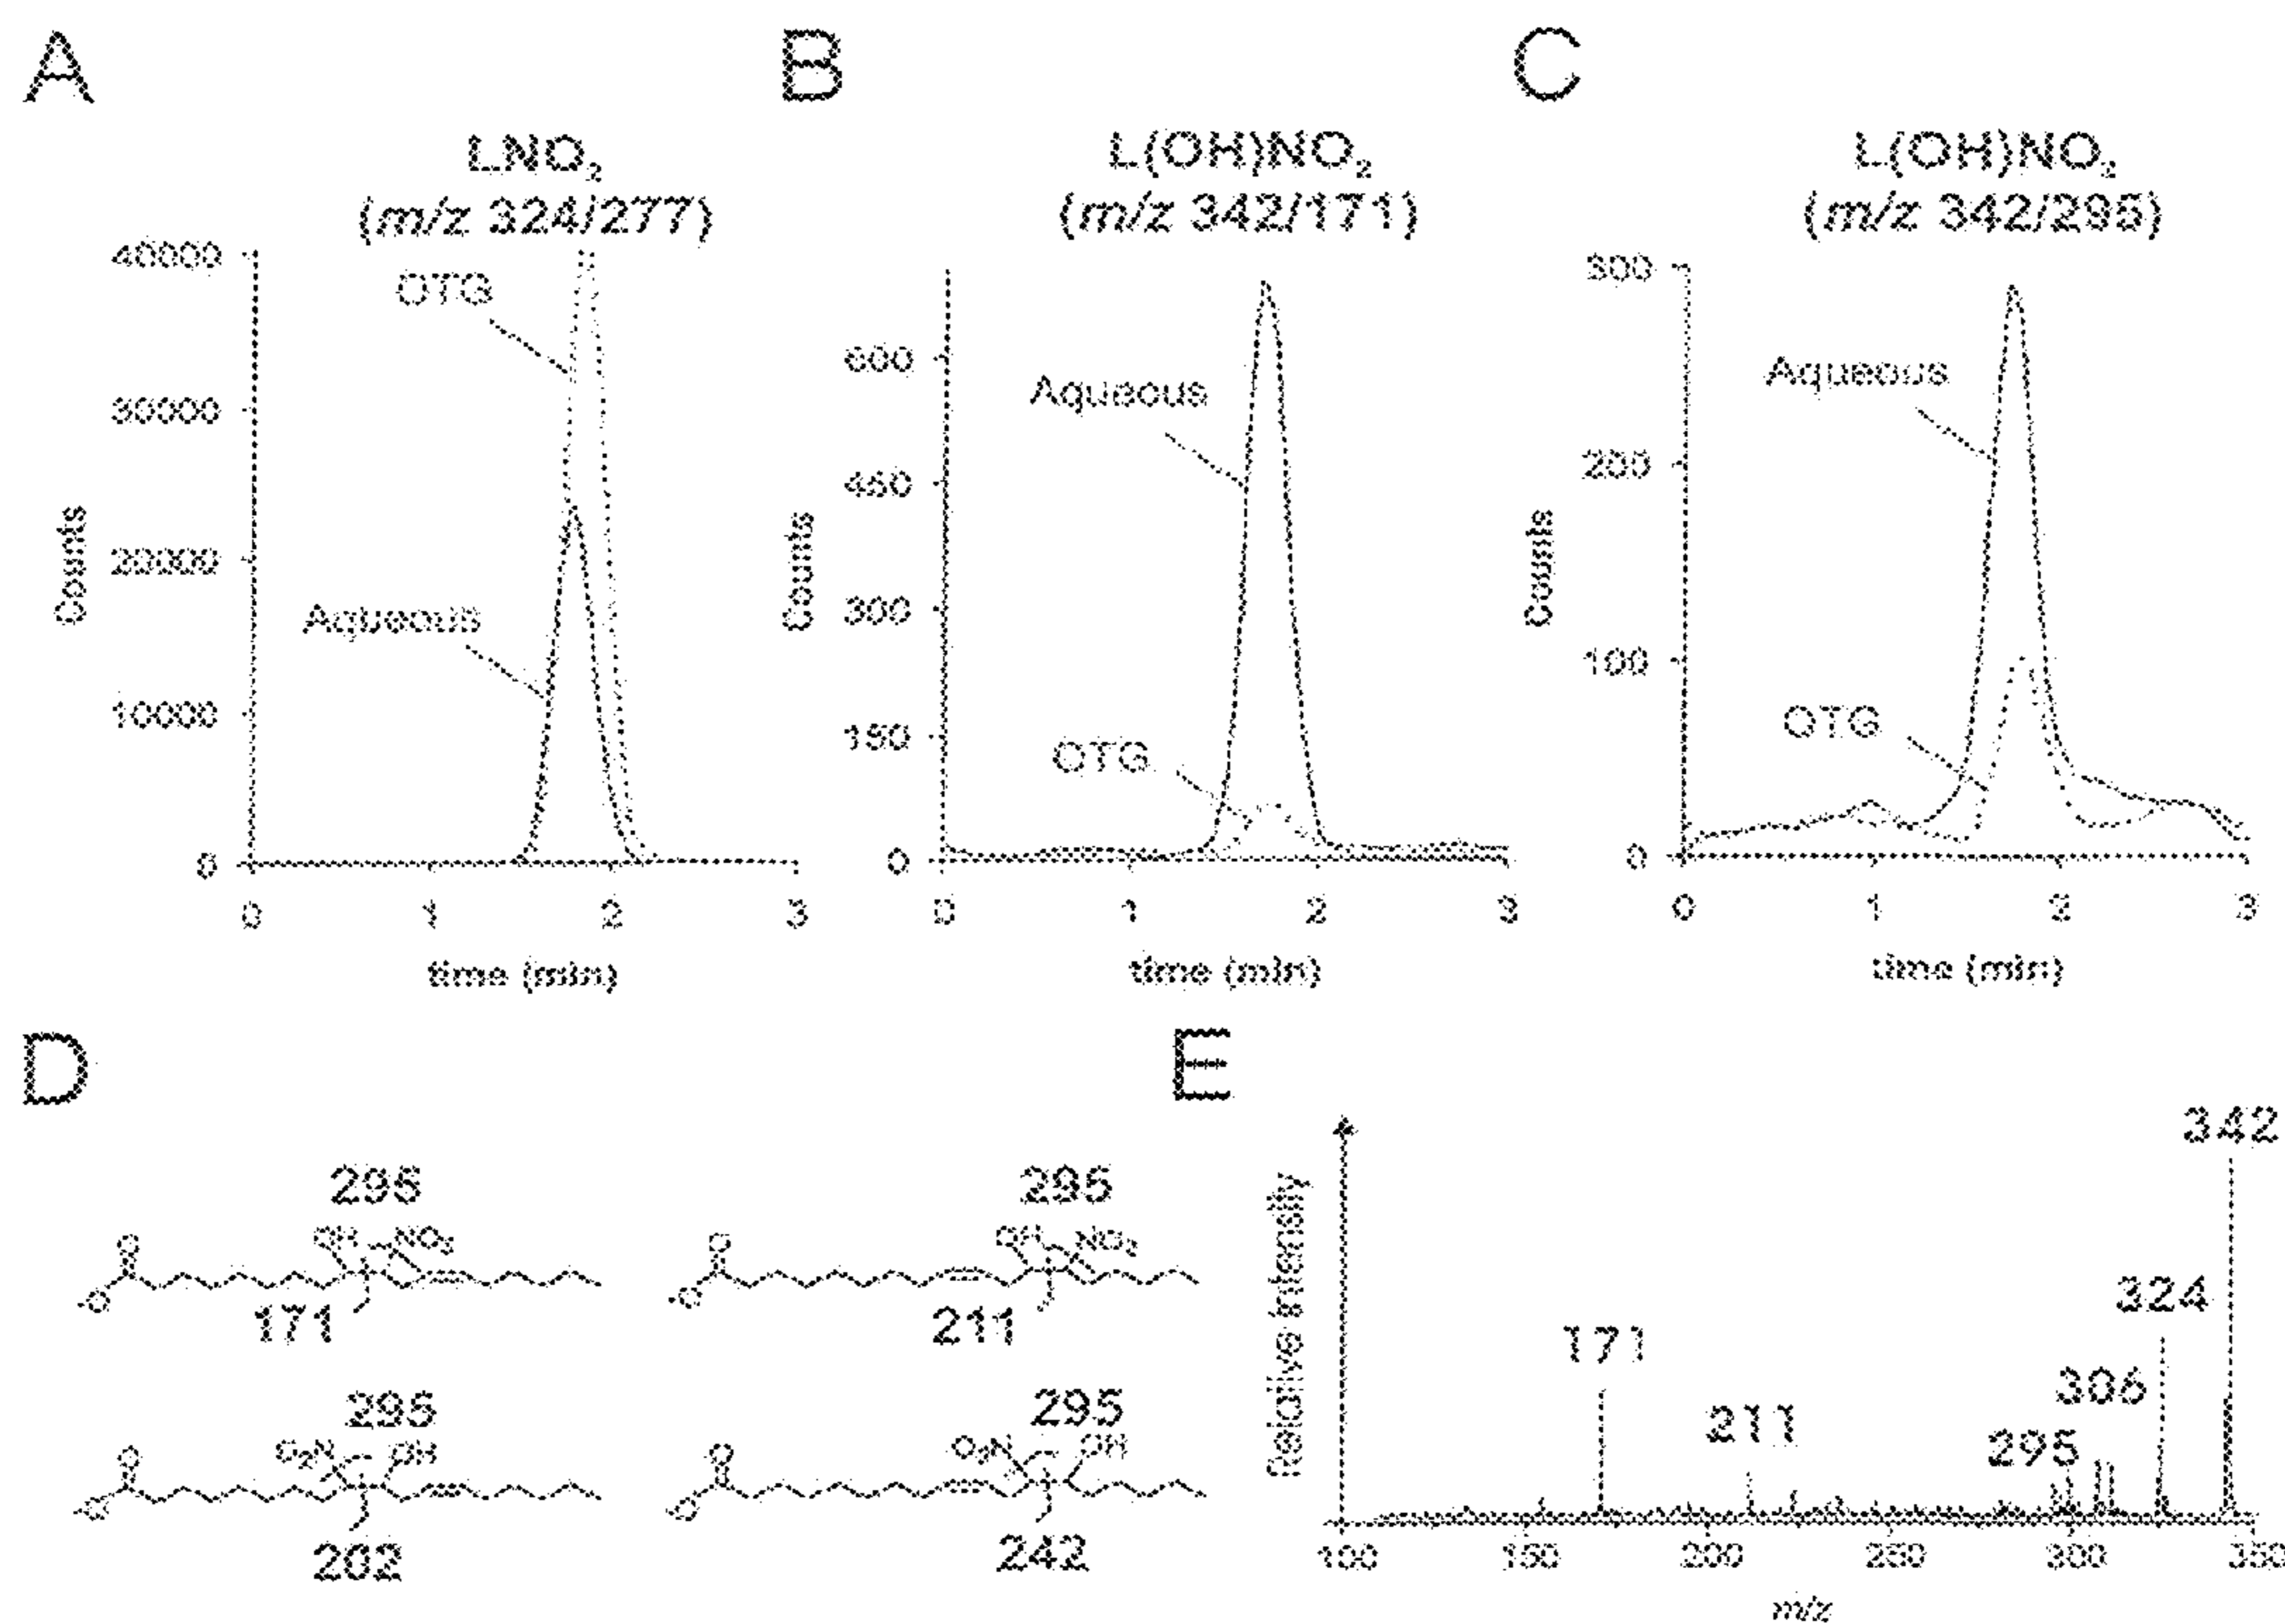 A
B
C
LNO₂
(m/z 324/277)
40000
30000
20000
10000
0
Counts
OTG
Aqueous
0 1 2 3
time (min)
L(OH)NO₂
(m/z 342/171)
600
450
300
150
0
Counts
Aqueous
OTG
0 1 2 3
time (min)
L(OH)NO₂
(m/z 342/295)
300
200
100
0
Counts
Aqueous
OTG
0 1 2 3
time (min)
D
295
O OH NO₂
-O
171
295
O OH NO₂
-O
211
295
O O₂N OH
-O
202
295
O O₂N OH
-O
242
E
Relative Intensity
342
324
306
295
211
171
100 150 200 250 300 350
m/z